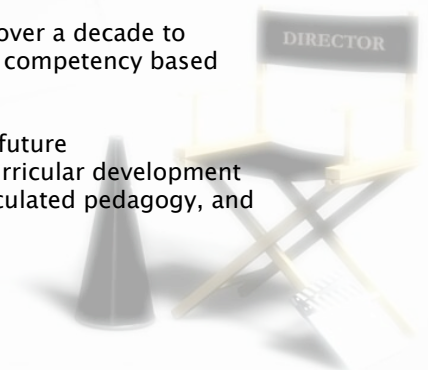 over a decade to
DIRECTOR
competency based
future
rricular development
culated pedagogy, and